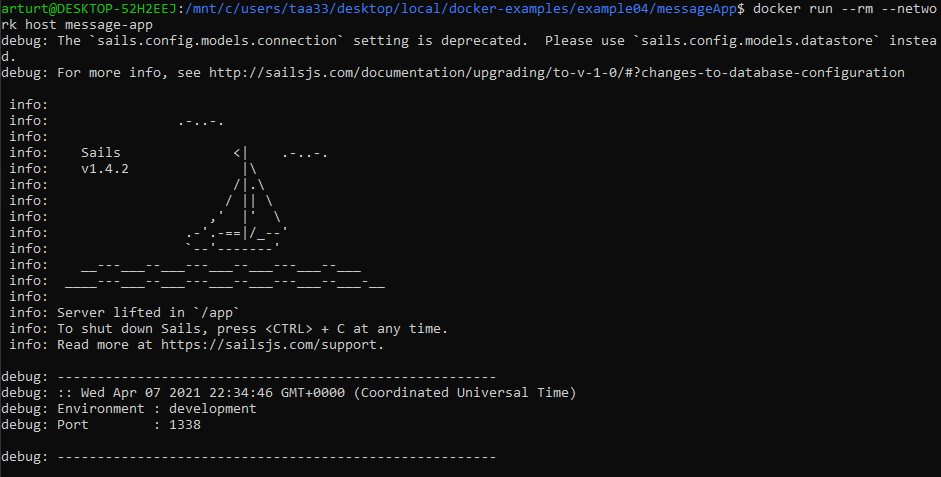 arturt@DESKTOP-52H2EEJ:/mnt/c/users/taa33/desktop/local/docker-examples/example04/messageApp$ docker run --rm --netwo
rk host message-app
debug: The `sails.config.models.connection` setting is deprecated.  Please use `sails.config.models.datastore` instea
d.
debug: For more info, see http://sailsjs.com/documentation/upgrading/to-v-1-0/#?changes-to-database-configuration

 info:
 info:                .-..-.
 info:
 info:    Sails              <|    .-..-.
 info:    v1.4.2              |\
 info:                       /|.\
 info:                      / || \
 info:                    ,'  |'  \
 info:                 .-'.-==|/_--'
 info:                 `--'-------'
 info:    __---___--___---___--___---___--___
 info:  ____---___--___---___--___---___--___-__
 info:
 info: Server lifted in `/app`
 info: To shut down Sails, press <CTRL> + C at any time.
 info: Read more at https://sailsjs.com/support.

debug: -------------------------------------------------------
debug: :: Wed Apr 07 2021 22:34:46 GMT+0000 (Coordinated Universal Time)
debug: Environment : development
debug: Port        : 1338

debug: -------------------------------------------------------